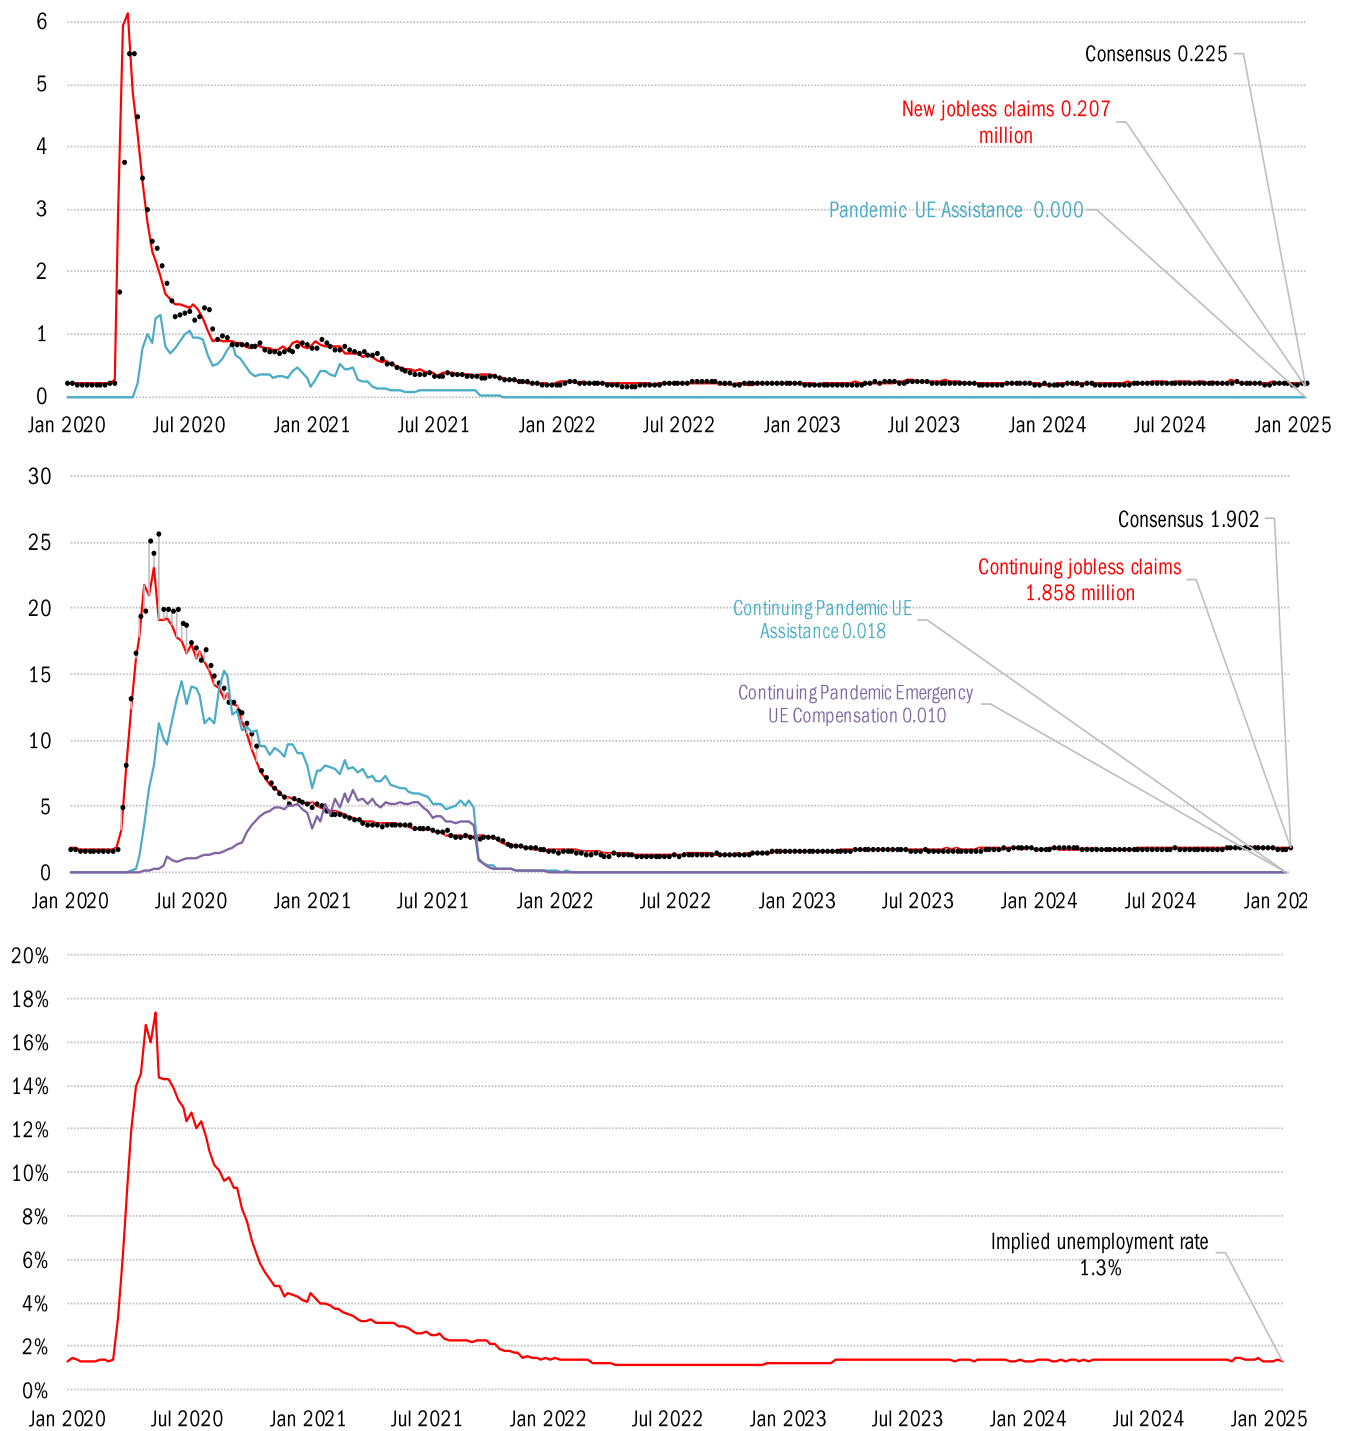 6
Consensus 0.225
5
New jobless claims 0.207
million
4
3
Pandemic UE Assistance 0.000
2
1
0
Jan 2020 Jul 2020 Jan 2021 Jul 2021 Jan 2022 Jul 2022 Jan 2023 Jul 2023 Jan 2024 Jul 2024 Jan 2025
30
Consensus 1.902
25
Continuing jobless claims
1.858 million
20
Continuing Pandemic UE
Assistance 0.018
15
Continuing Pandemic Emergency
UE Compensation 0.010
10
5
0
Jan 2020 Jul 2020 Jan 2021 Jul 2021 Jan 2022 Jul 2022 Jan 2023 Jul 2023 Jan 2024 Jul 2024 Jan 202
20%
18%
16%
14%
12%
10%
8%
Implied unemployment rate
6%
1.3%
4%
2%
0%
Jan 2020 Jul 2020 Jan 2021 Jul 2021 Jan 2022 Jul 2022 Jan 2023 Jul 2023 Jan 2024 Jul 2024 Jan 2025